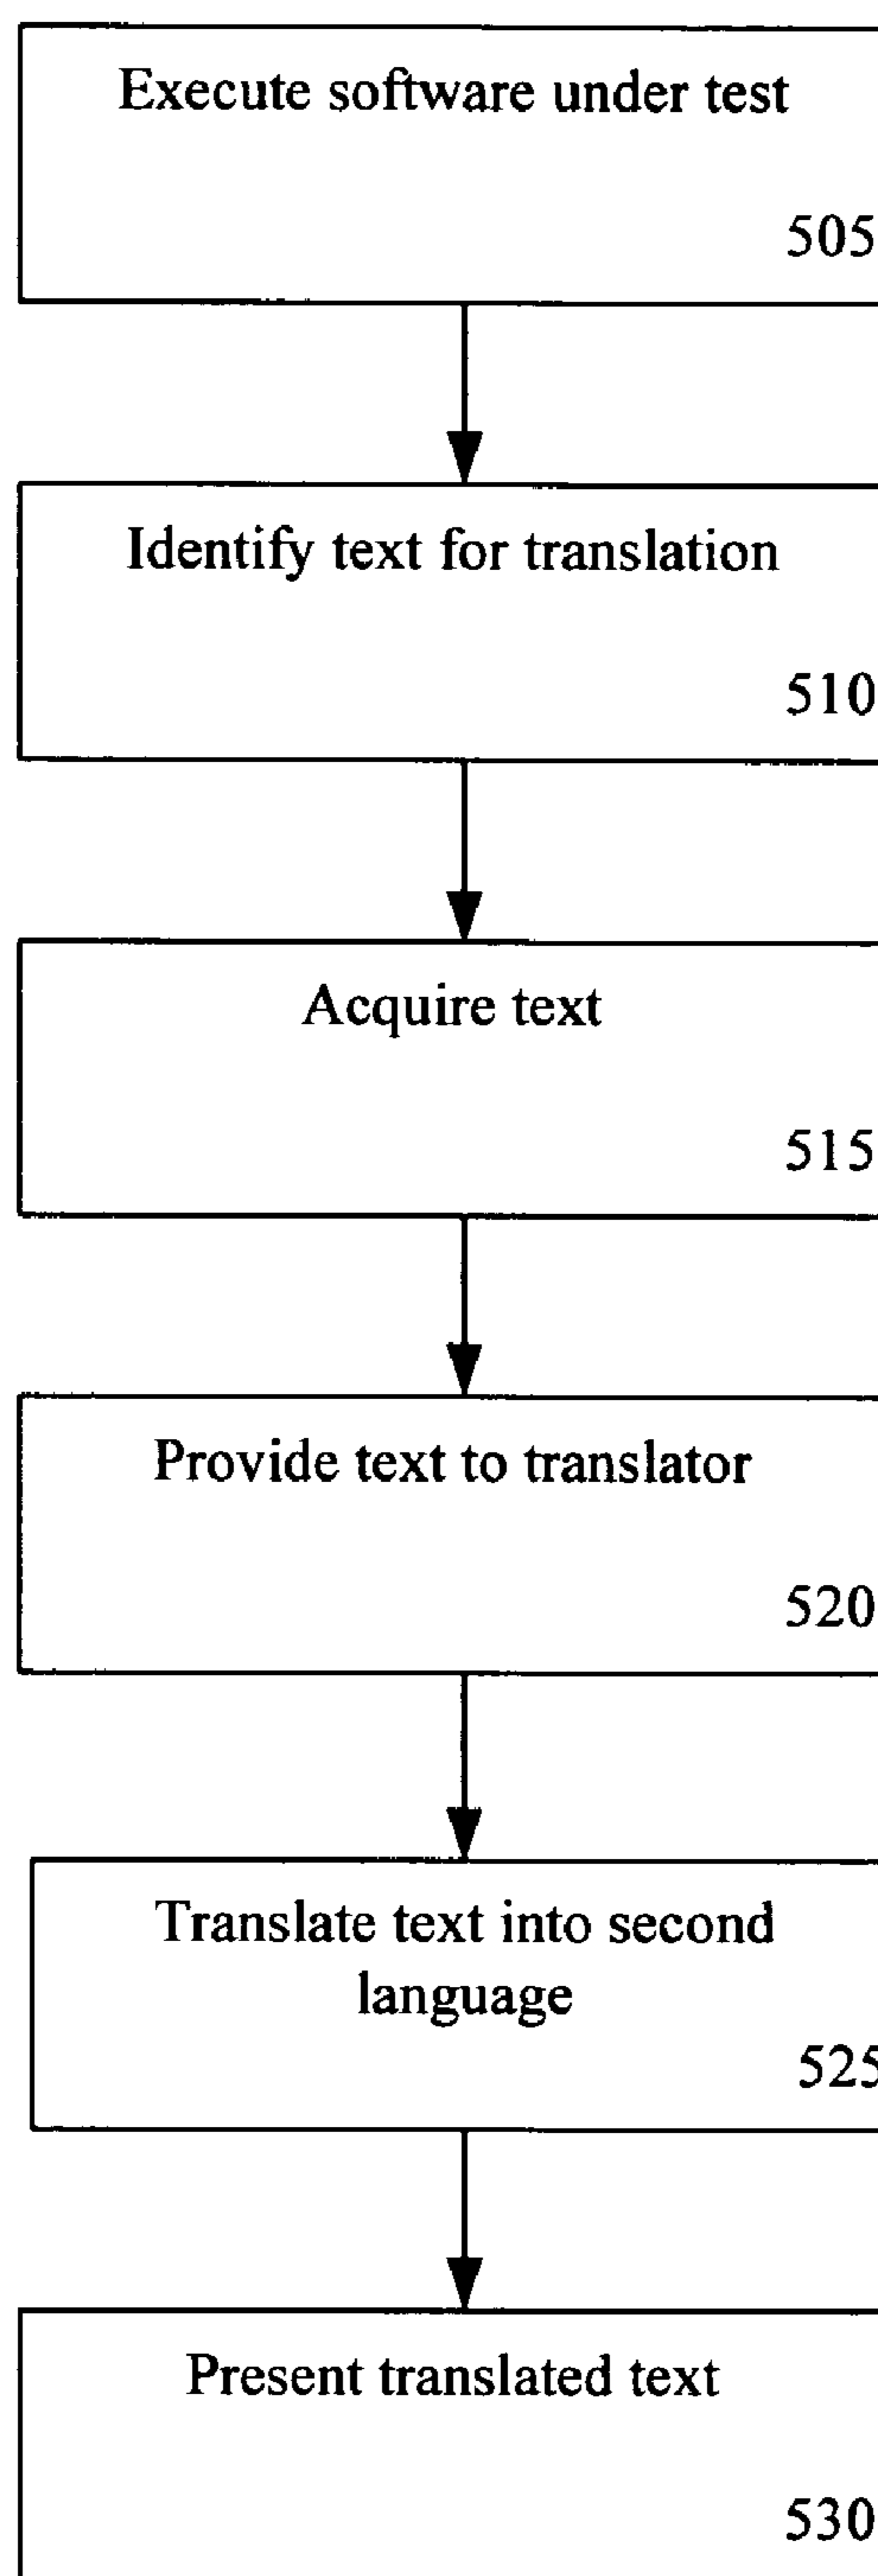 Execute software under test
505
Identify text for translation
510
Acquire text
515
Provide text to translator
520
Translate text into second
language
525
Present translated text
530